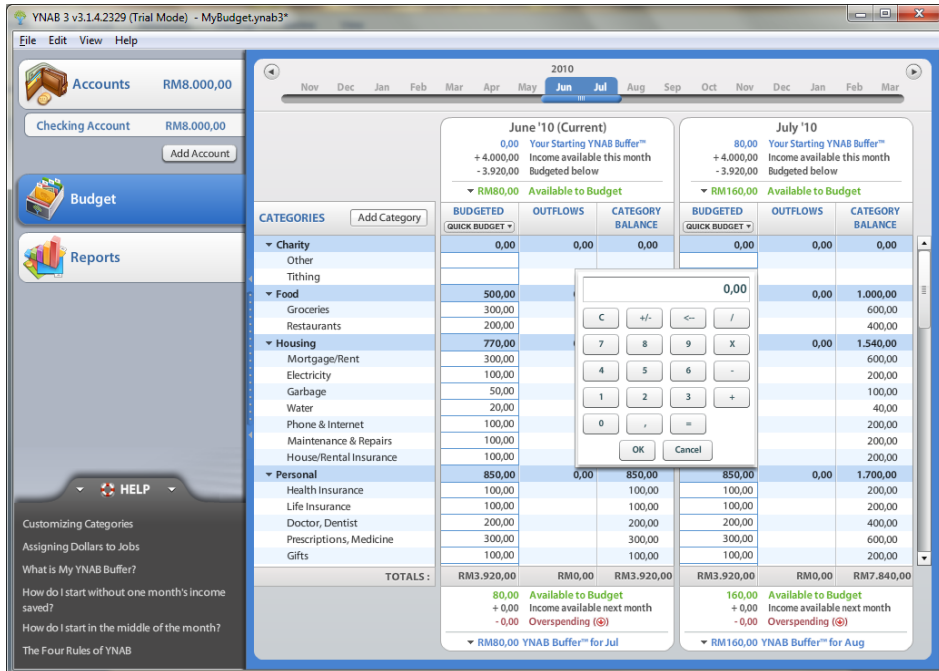 YNAB 3 v3.1.4.2329 (Trial Mode) - MyBudget.ynab3*
File Edit View Help
Accounts RM8.000,00
Checking Account RM8.000,00
Add Account
Budget
Reports
HELP
Customizing Categories
Assigning Dollars to Jobs
What is My YNAB Buffer?
How do I start without one month's income
saved?
How do I start in the middle of the month?
The Four Rules of YNAB
2010
Nov Dec Jan Feb Mar Apr May Jun Jul Aug Sep Oct Nov Dec Jan Feb Mar
June '10 (Current) July '10
0,00 Your Starting YNAB Buffer™ 80,00 Your Starting YNAB Buffer™
+ 4.000,00 Income available this month + 4.000,00 Income available this month
- 3.920,00 Budgeted below - 3.920,00 Budgeted below
RM80,00 Available to Budget RM160,00 Available to Budget
CATEGORIES Add Category BUDGETED QUICK BUDGET OUTFLOWS CATEGORY BALANCE BUDGETED QUICK BUDGET OUTFLOWS CATEGORY BALANCE
Charity 0,00 0,00 0,00 0,00 0,00 0,00
Other
Tithing
Food 500,00 0,00 1.000,00
Groceries 300,00 600,00
Restaurants 200,00 400,00
Housing 770,00 0,00 1.540,00
Mortgage/Rent 300,00 600,00
Electricity 100,00 200,00
Garbage 50,00 100,00
Water 20,00 40,00
Phone & Internet 100,00 200,00
Maintenance & Repairs 100,00 200,00
House/Rental Insurance 100,00 200,00
Personal 850,00 0,00 850,00 850,00 0,00 1.700,00
Health Insurance 100,00 100,00 100,00 200,00
Life Insurance 100,00 100,00 100,00 200,00
Doctor, Dentist 200,00 200,00 200,00 400,00
Prescriptions, Medicine 300,00 300,00 300,00 600,00
Gifts 100,00 100,00 100,00 200,00
TOTALS : RM3.920,00 RM0,00 RM3.920,00 RM3.920,00 RM0,00 RM7.840,00
80,00 Available to Budget 160,00 Available to Budget
+ 0,00 Income available next month + 0,00 Income available next month
- 0,00 Overspending ( ) - 0,00 Overspending ( )
RM80,00 YNAB Buffer™ for Jul RM160,00 YNAB Buffer™ for Aug
0,00
C +/- <-- /
7 8 9 X
4 5 6 -
1 2 3 +
0 , =
OK Cancel